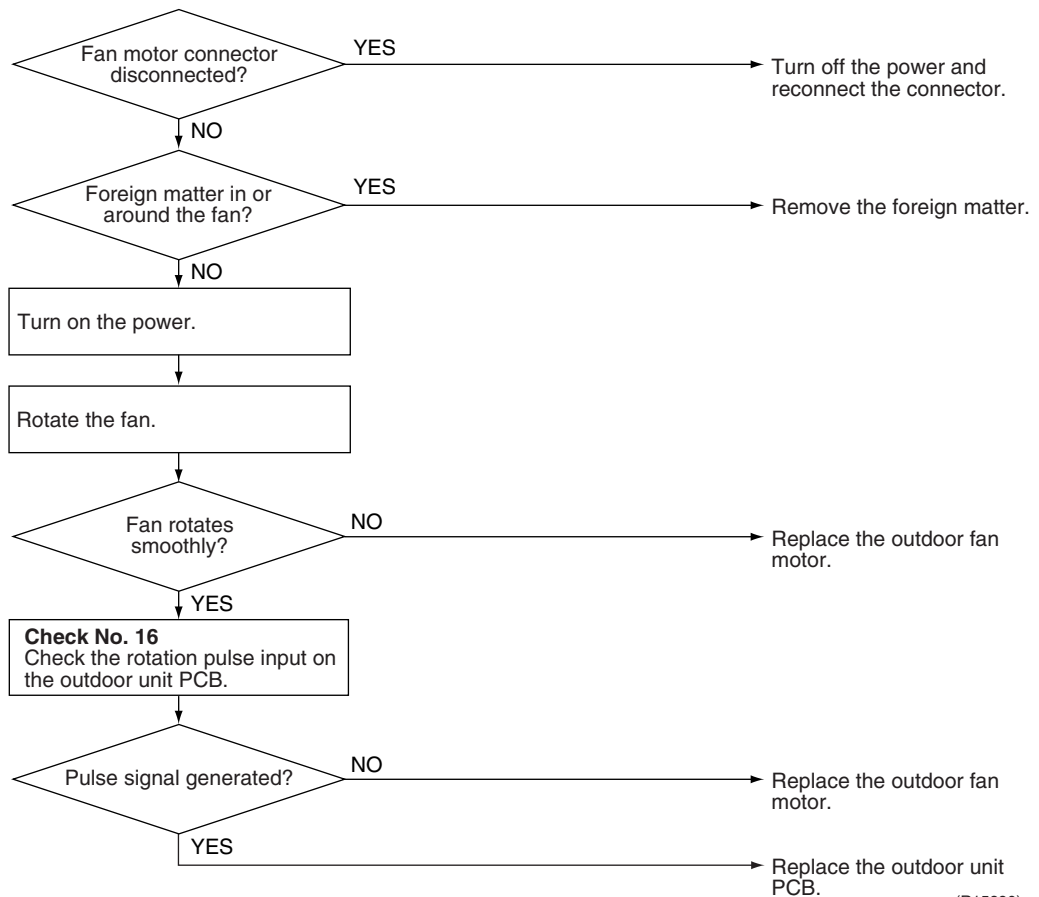 Fan motor connector
disconnected?
YES
Turn off the power and
reconnect the connector.
NO
Foreign matter in or
around the fan?
YES
Remove the foreign matter.
NO
Turn on the power.
Rotate the fan.
Fan rotates
smoothly?
NO
Replace the outdoor fan
motor.
YES
Check No. 16
Check the rotation pulse input on
the outdoor unit PCB.
Pulse signal generated?
NO
Replace the outdoor fan
motor.
YES
Replace the outdoor unit
PCB.